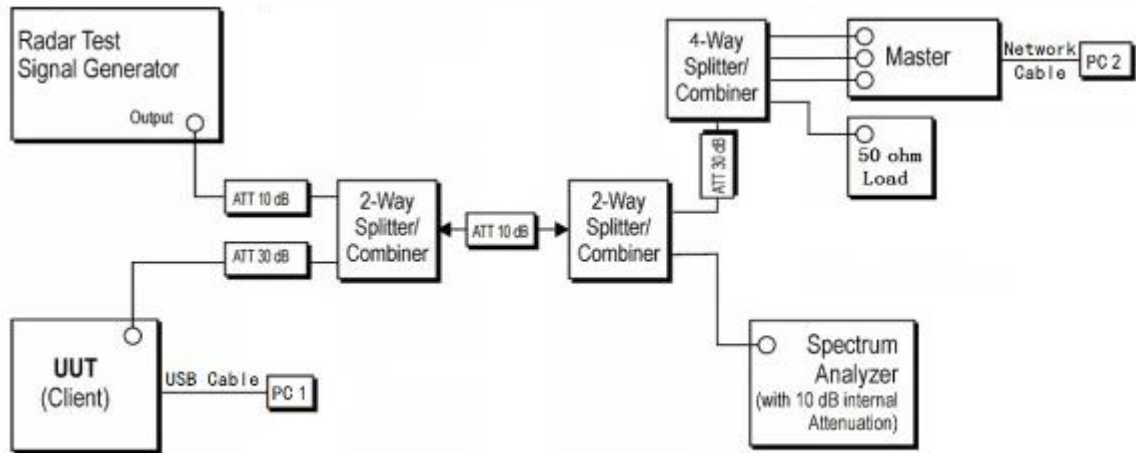 Radar Test
Signal Generator
Output
ATT 10 dB
ATT 30 dB
2-Way
Splitter/
Combiner
ATT 10 dB
2-Way
Splitter/
Combiner
ATT 30 dB
4-Way
Splitter/
Combiner
Master
Network
Cable
PC 2
50 ohm
Load
UUT
(Client)
USB Cable
PC 1
Spectrum
Analyzer
(with 10 dB internal
Attenuation)